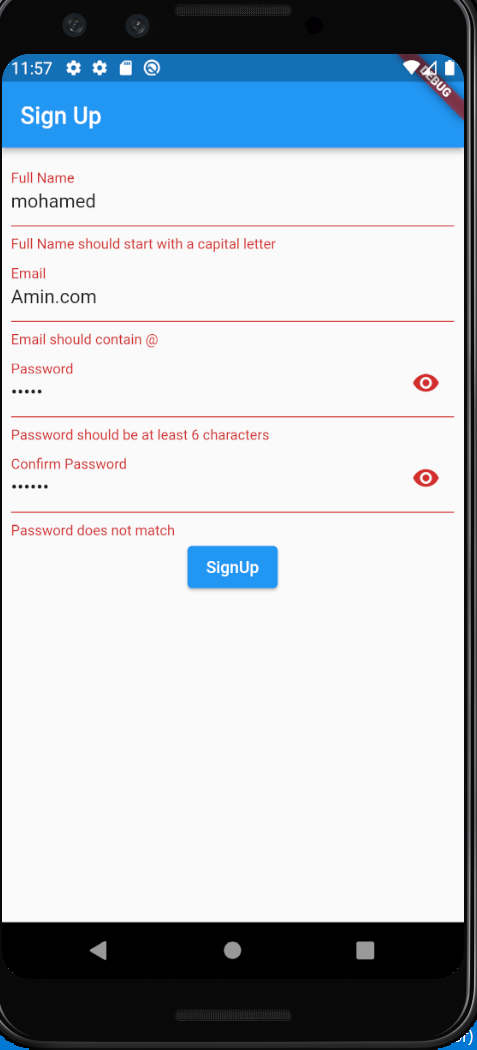 11:57
DEBUG
Sign Up
Full Name
mohamed
Full Name should start with a capital letter
Email
Amin.com
Email should contain @
Password
•••••
Password should be at least 6 characters
Confirm Password
••••••
Password does not match
SignUp